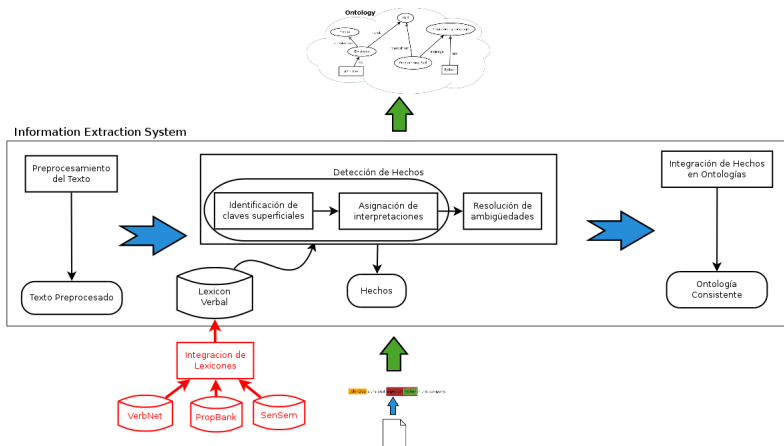 Ontology
Information Extraction System
Preprocesamiento
del Texto
Detección de Hechos
Integración de Hechos
en Ontologías
Identificación de
claves superficiales
Asignación de
interpretaciones
Resolución de
ambigüedades
Texto Preprocesado
Lexicon
Verbal
Hechos
Ontología
Consistente
Integracion de
Lexicones
VerbNet
PropBank
SenSem